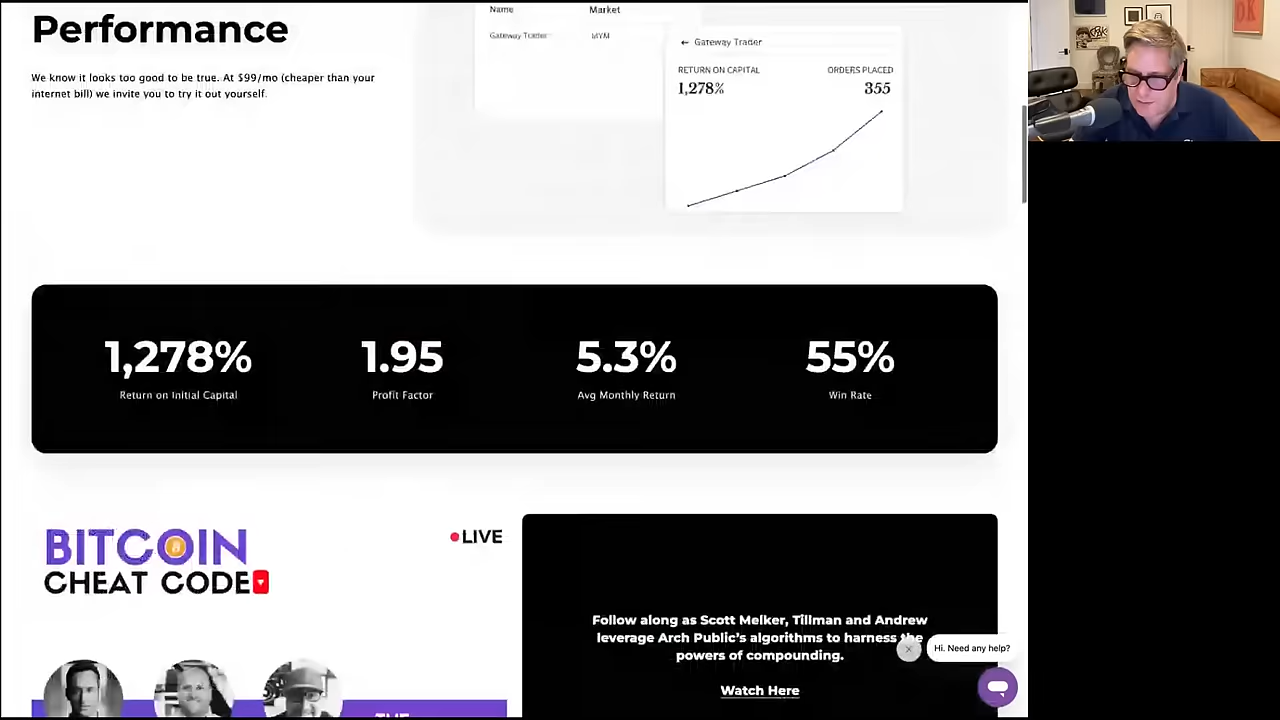 Performance
We know it looks too good to be true. At $99/mo (cheaper than your
internet bill) we invite you to try it out yourself.
Name Market
Gateway Trader MYM
← Gateway Trader
RETURN ON CAPITAL ORDERS PLACED
1,278% 355
1,278% 1.95 5.3% 55%
Return on Initial Capital Profit Factor Avg Monthly Return Win Rate
BITCOIN
CHEAT CODE
LIVE
Follow along as Scott Melker, Tillman and Andrew
leverage Arch Public's algorithms to harness the
powers of compounding.
Watch Here
Hi. Need any help?
THE
OK